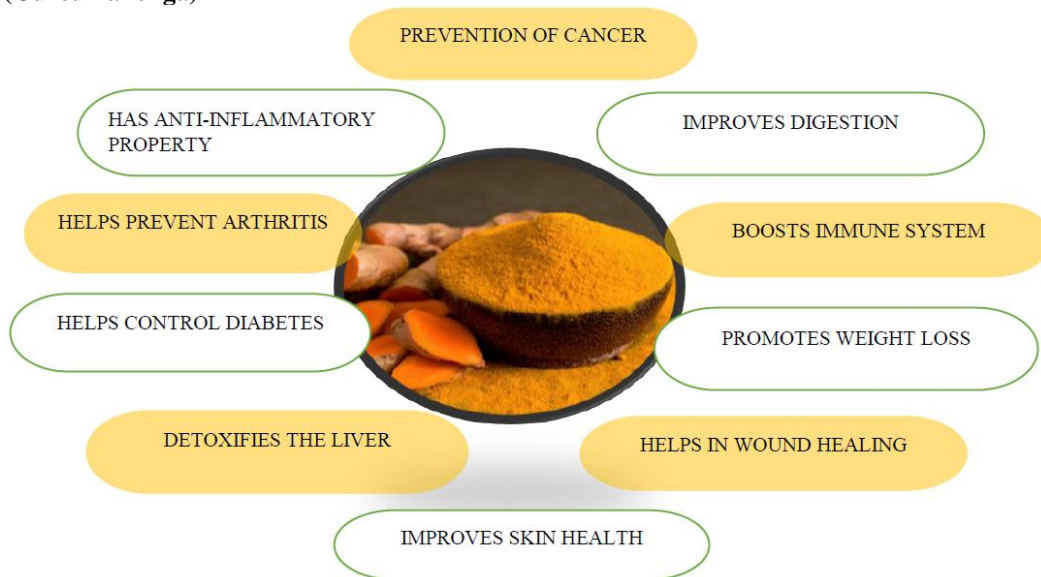 PREVENTION OF CANCER
HAS ANTI-INFLAMMATORY
PROPERTY
IMPROVES DIGESTION
HELPS PREVENT ARTHRITIS
BOOSTS IMMUNE SYSTEM
HELPS CONTROL DIABETES
PROMOTES WEIGHT LOSS
DETOXIFIES THE LIVER
HELPS IN WOUND HEALING
IMPROVES SKIN HEALTH